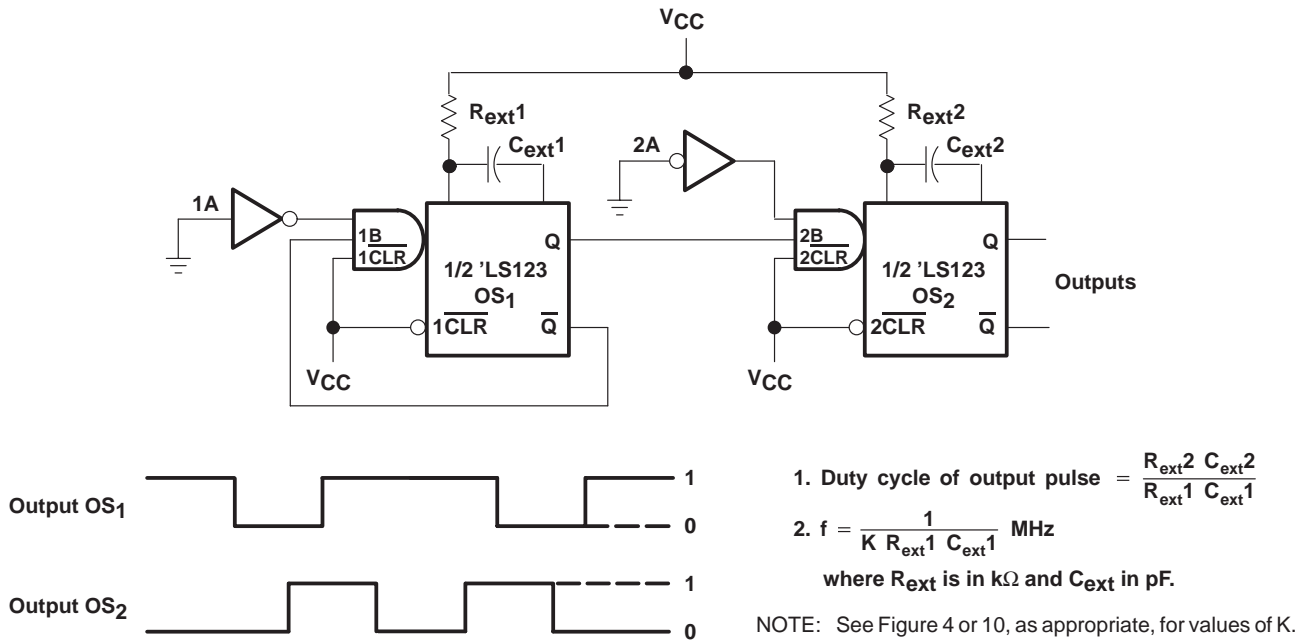 VCC
Rext1
Cext1
Rext2
Cext2
1A
2A
1B
1CLR
Q
1/2 'LS123
OS1
1CLR
Q
VCC
2B
2CLR
Q
1/2 'LS123
OS2
2CLR
Q
Outputs
VCC
Output OS1
1
0
Output OS2
1
0
1. Duty cycle of output pulse = Rext2 Cext2 / Rext1 Cext1
2. f = 1 / K Rext1 Cext1 MHz
where Rext is in kΩ and Cext in pF.
NOTE: See Figure 4 or 10, as appropriate, for values of K.